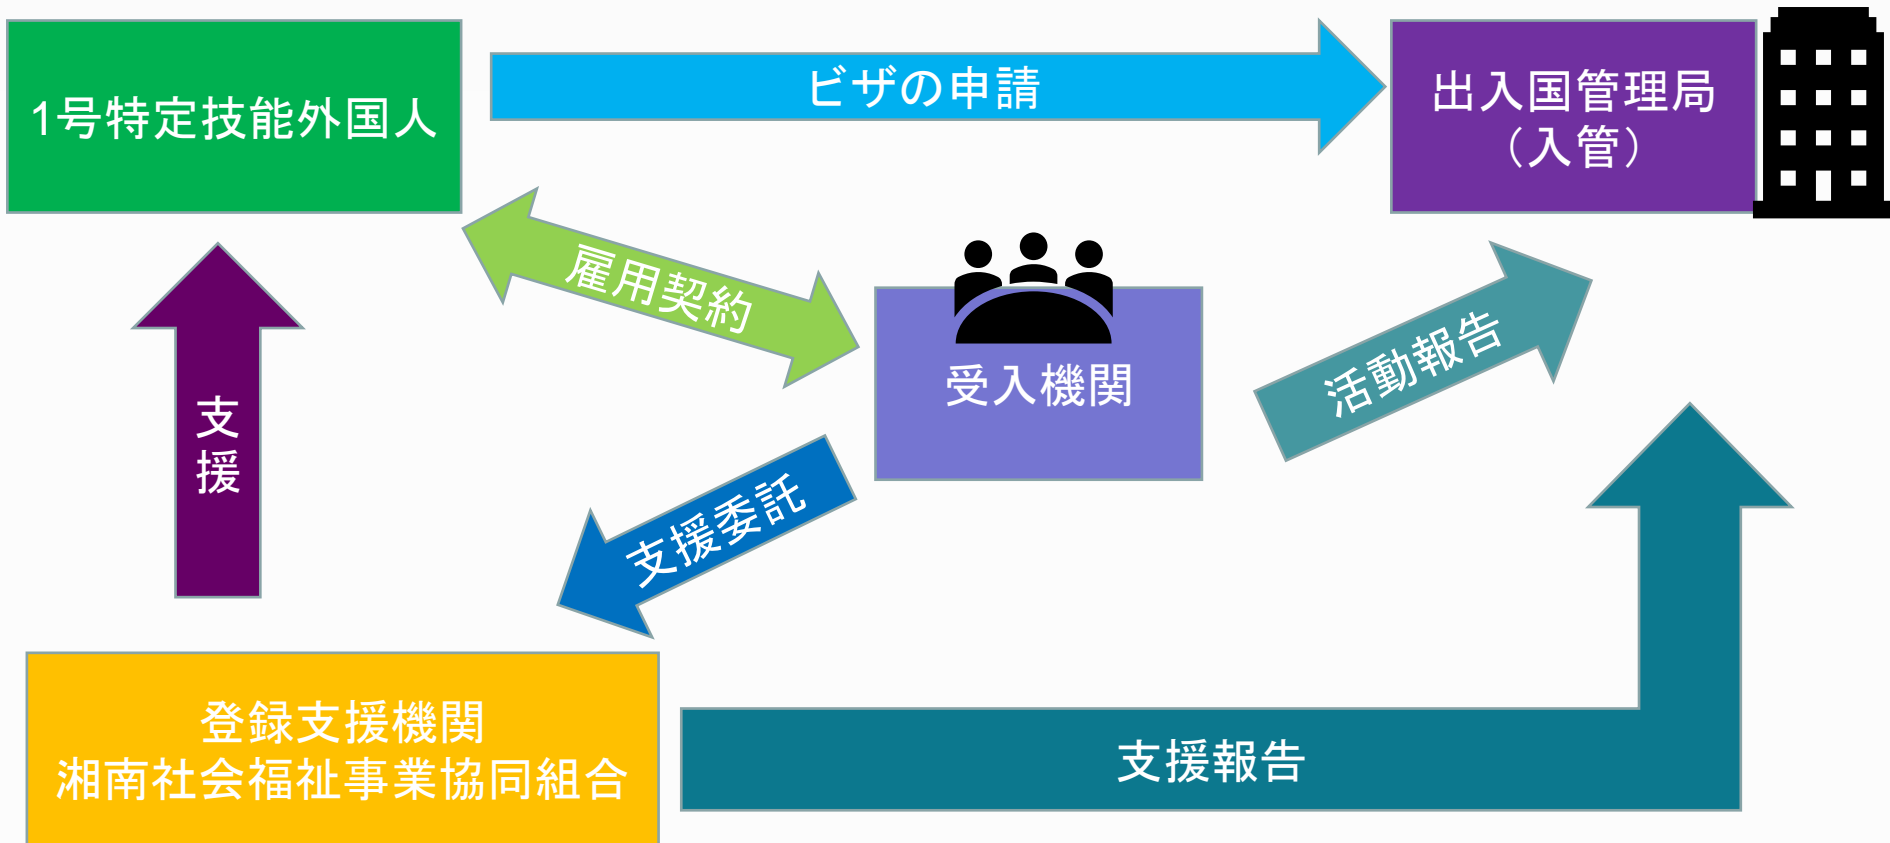 1号特定技能外国人
ビザの申請
出入国管理局
（入管）
雇用契約
受入機関
活動報告
支援
支援委託
登録支援機関
湘南社会福祉事業協同組合
支援報告